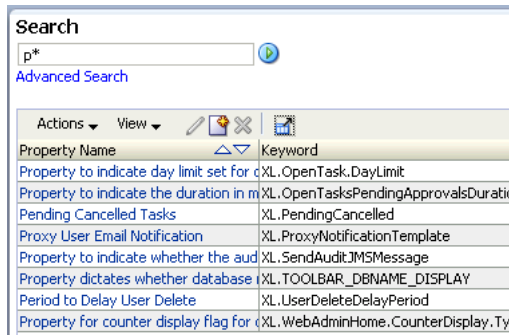 Search
p*
Advanced Search
Actions View
Property Name Keyword
Property to indicate day limit set for XL.OpenTask.DayLimit
Property to indicate the duration in XL.OpenTasksPendingApprovalsDurati
Pending Cancelled Tasks XL.PendingCancelled
Proxy User Email Notification XL.ProxyNotificationTemplate
Property to indicate whether the aud XL.SendAuditJMSMessage
Property dictates whether database XL.TOOLBAR_DBNAME_DISPLAY
Period to Delay User Delete XL.UserDeleteDelayPeriod
Property for counter display flag for XL.WebAdminHome.CounterDisplay.Ty